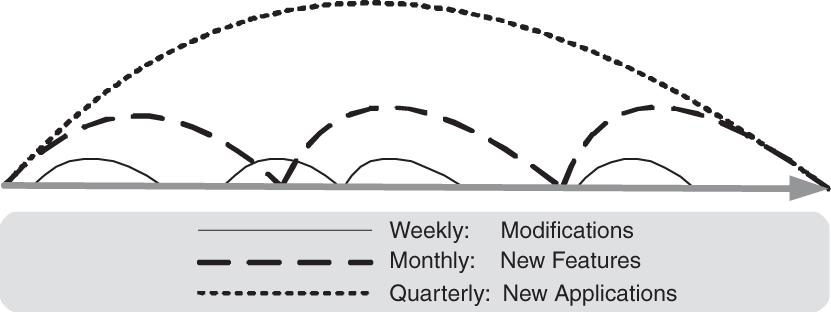 Weekly: Modifications
Monthly: New Features
Quarterly: New Applications